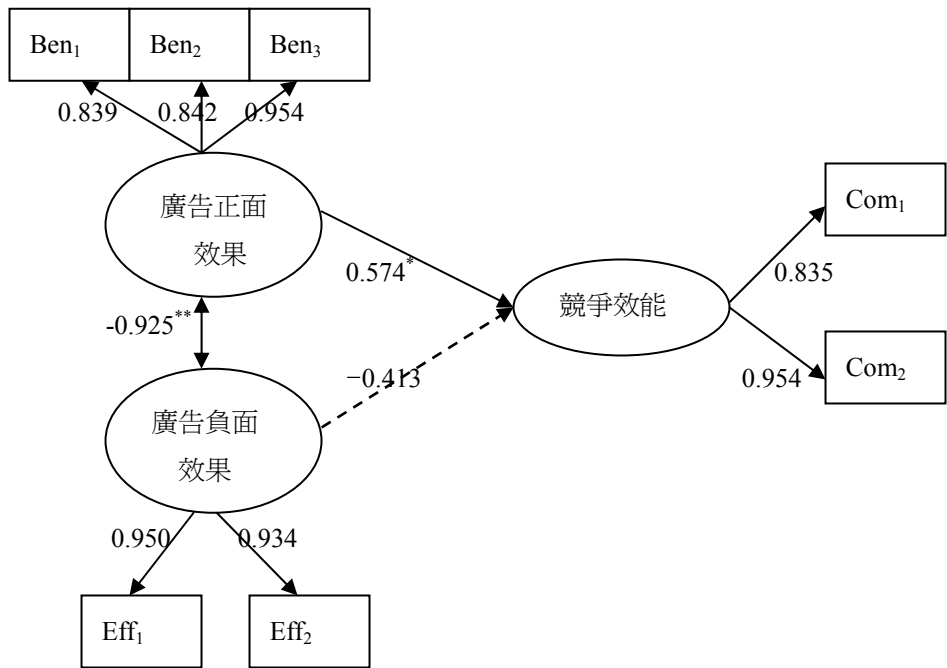 Ben₁ Ben₂ Ben₃
0.839 0.842 0.954
廣告正面
效果
Com₁
0.574*
0.835
競爭效能
-0.925**
−0.413
0.954
Com₂
廣告負面
效果
0.950 0.934
Eff₁ Eff₂